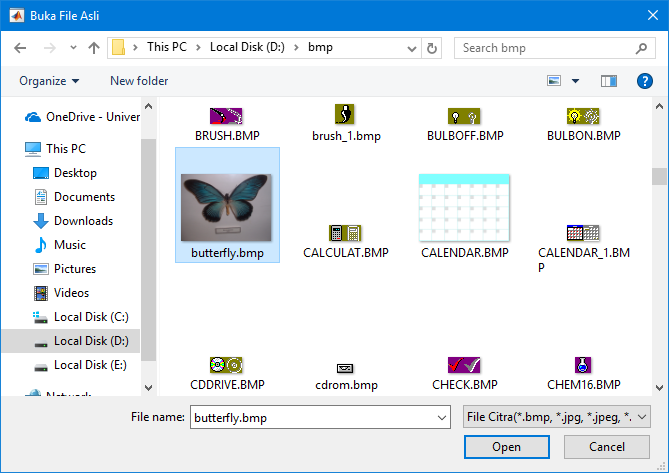 Buka File Asli
This PC > Local Disk (D:) > bmp
Search bmp
Organize
New folder
OneDrive - Univer
This PC
Desktop
Documents
Downloads
Music
Pictures
Videos
Local Disk (C:)
Local Disk (D:)
Local Disk (E:)
Network
BRUSH.BMP
brush_1.bmp
BULBOFF.BMP
BULBON.BMP
butterfly.bmp
CALCULAT.BMP
CALENDAR.BMP
CALENDAR_1.BM
P
CDDRIVE.BMP
cdrom.bmp
CHECK.BMP
CHEM16.BMP
File name:
butterfly.bmp
File Citra(*.bmp, *.jpg, *.jpeg, *.
Open
Cancel